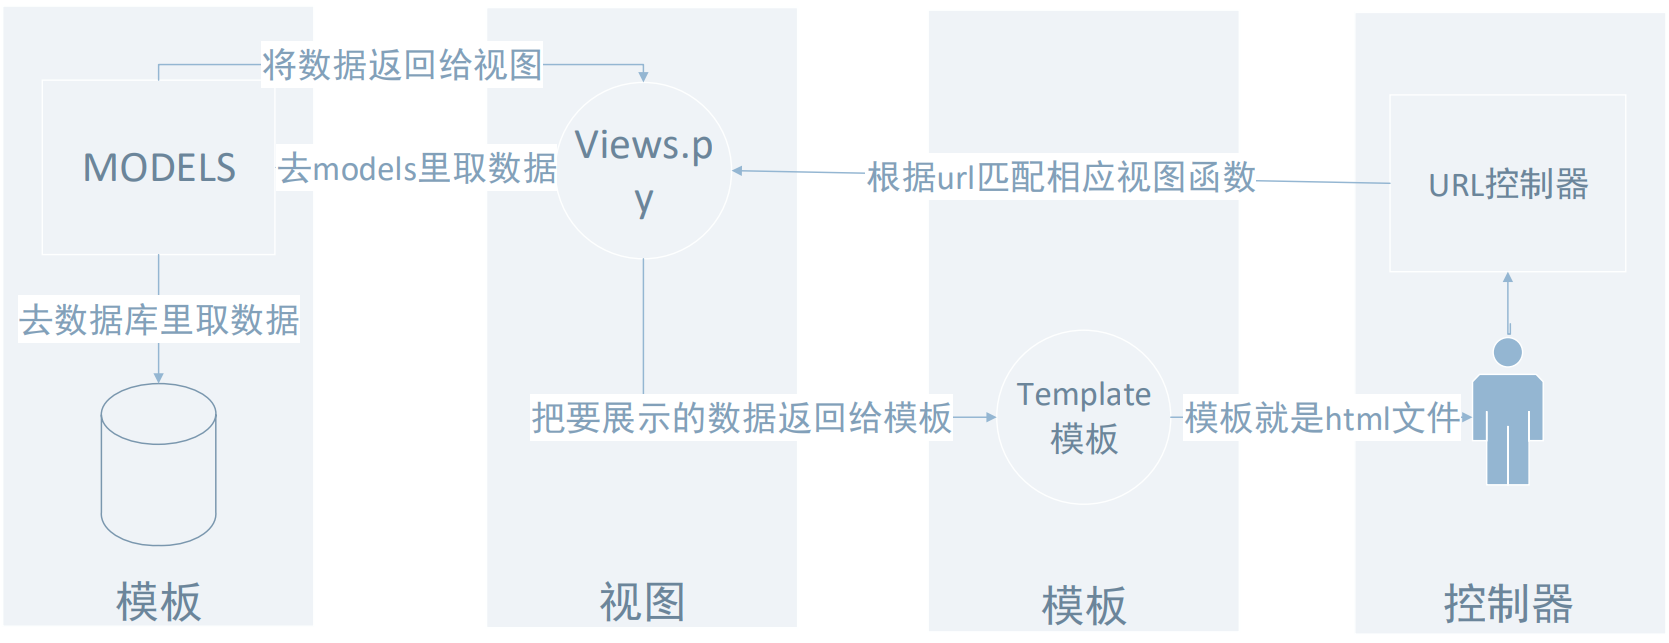 将数据返回给视图
MODELS
去models里取数据
Views.p
y
根据url匹配相应视图函数
URL控制器
去数据库里取数据
把要展示的数据返回给模板
Template
模板
模板就是html文件
模板
视图
模板
控制器